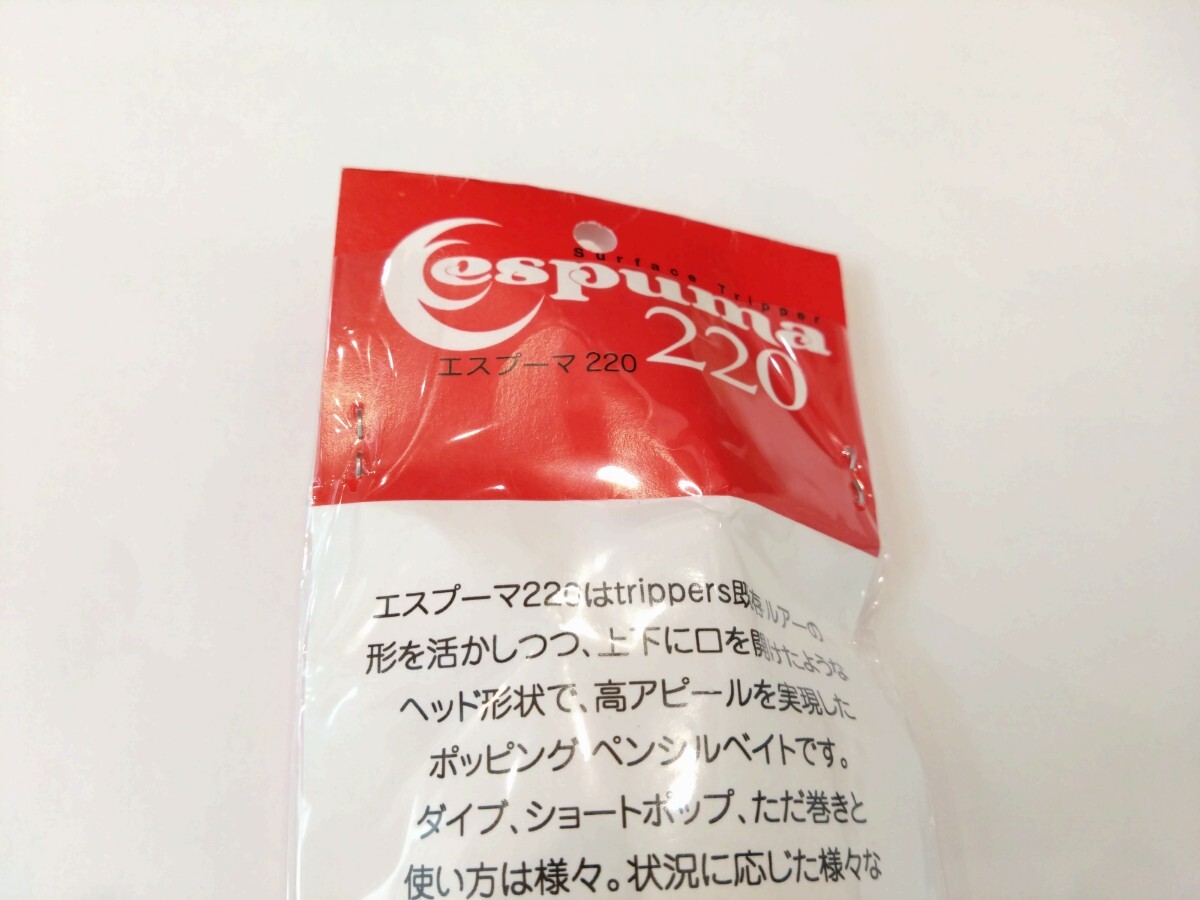 Surface Tripper
espuma
220
エスプーマ 220
エスプーマ220はtrippers既存ルアーの
形を活かしつつ、上下に口を開けたような
ヘッド形状で、高アピールを実現した
ポッピングペンシルベイトです。
ダイブ、ショートポップ、ただ巻きと
使い方は様々。状況に応じた様々な